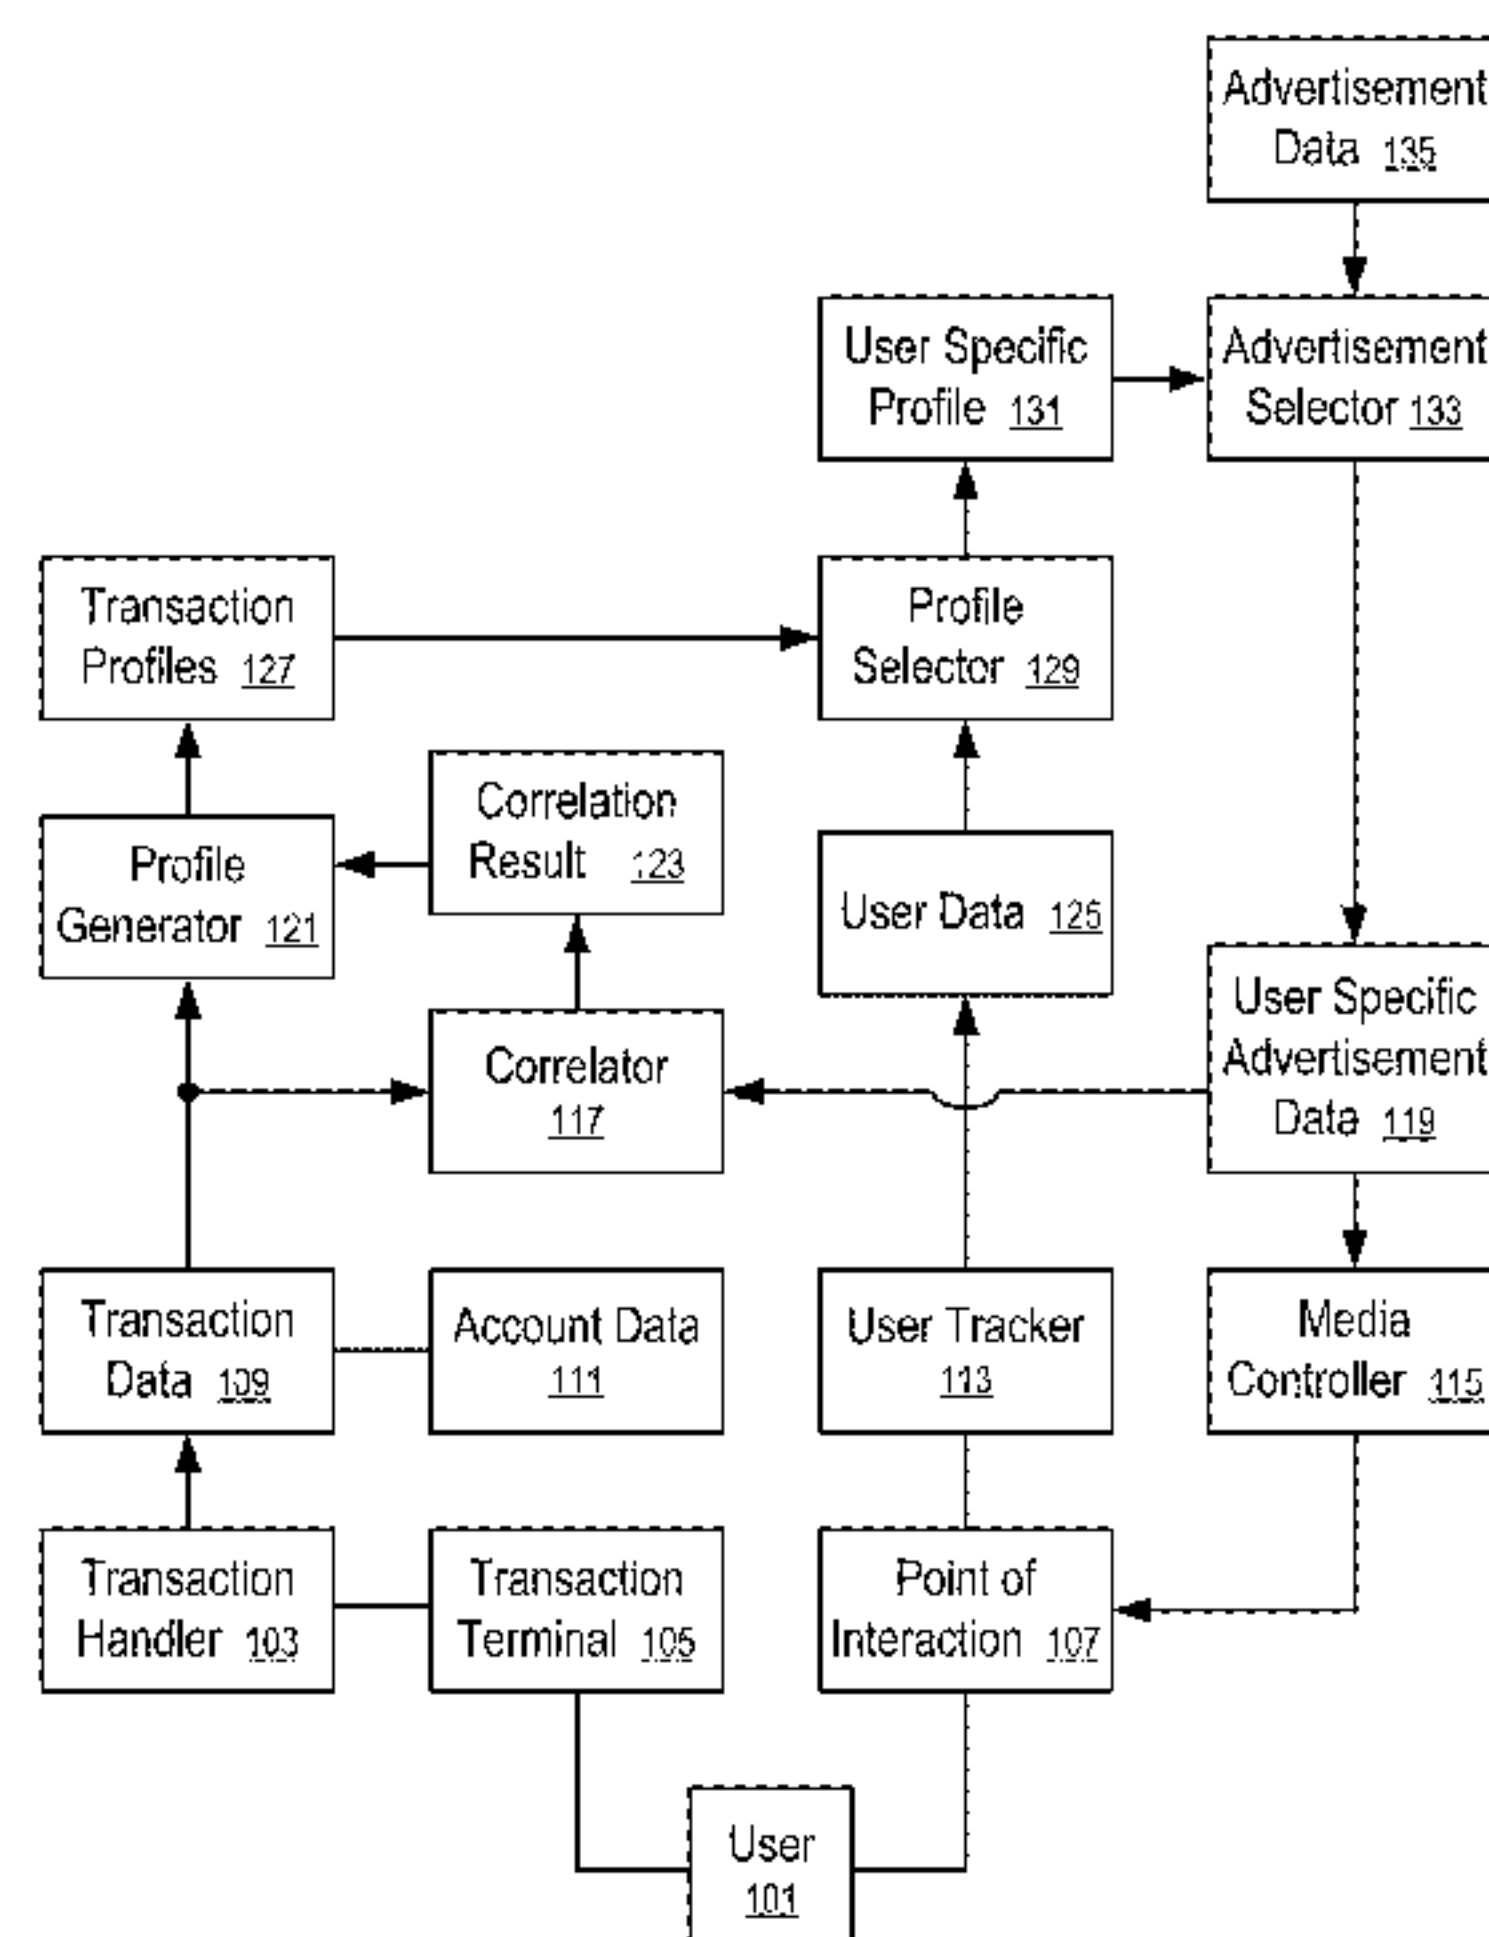 Advertisement
Data 135
User Specific
Profile 131
Advertisement
Selector 133
Transaction
Profiles 127
Profile
Selector 129
Correlation
Result 123
Profile
Generator 121
User Data 125
User Specific
Advertisement
Data 119
Correlator
117
Transaction
Data 109
Account Data
111
User Tracker
113
Media
Controller 115
Transaction
Handler 103
Transaction
Terminal 105
Point of
Interaction 107
User
101